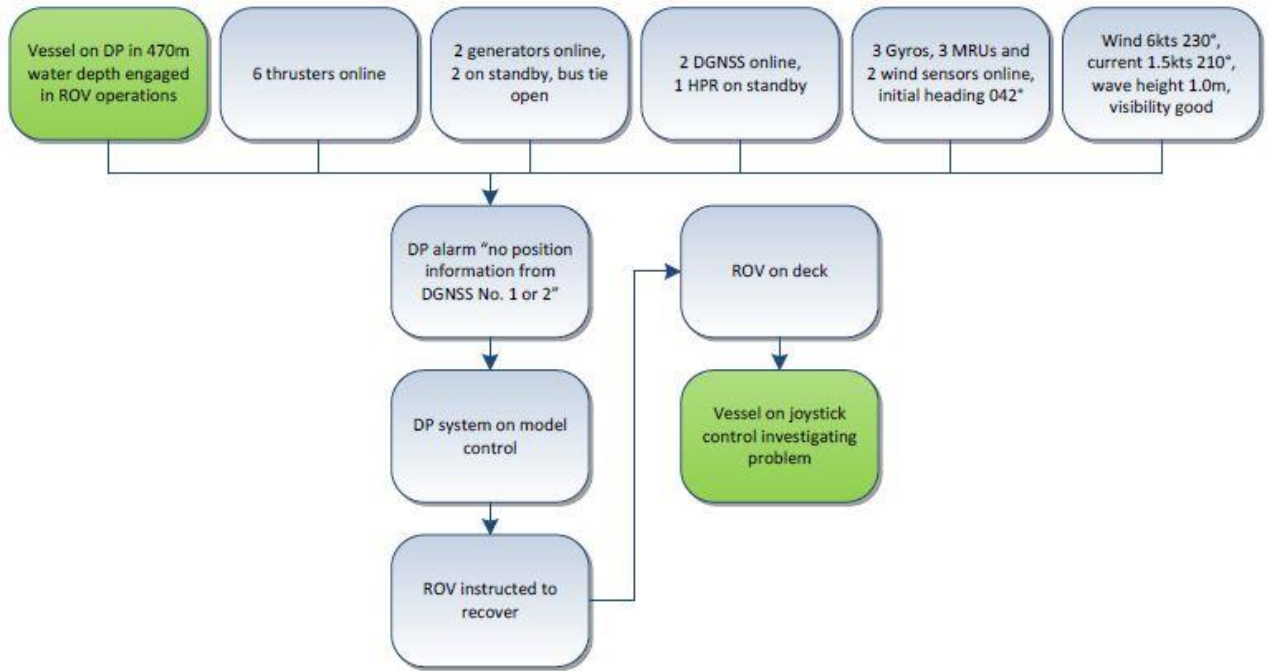 Vessel on DP in 470m
water depth engaged
in ROV operations
6 thrusters online
2 generators online,
2 on standby, bus tie
open
2 DGNSS online,
1 HPR on standby
3 Gyros, 3 MRUs and
2 wind sensors online,
initial heading 042°
Wind 6kts 230°,
current 1.5kts 210°,
wave height 1.0m,
visibility good
DP alarm “no position
information from
DGNSS No. 1 or 2”
DP system on model
control
ROV instructed to
recover
ROV on deck
Vessel on joystick
control investigating
problem